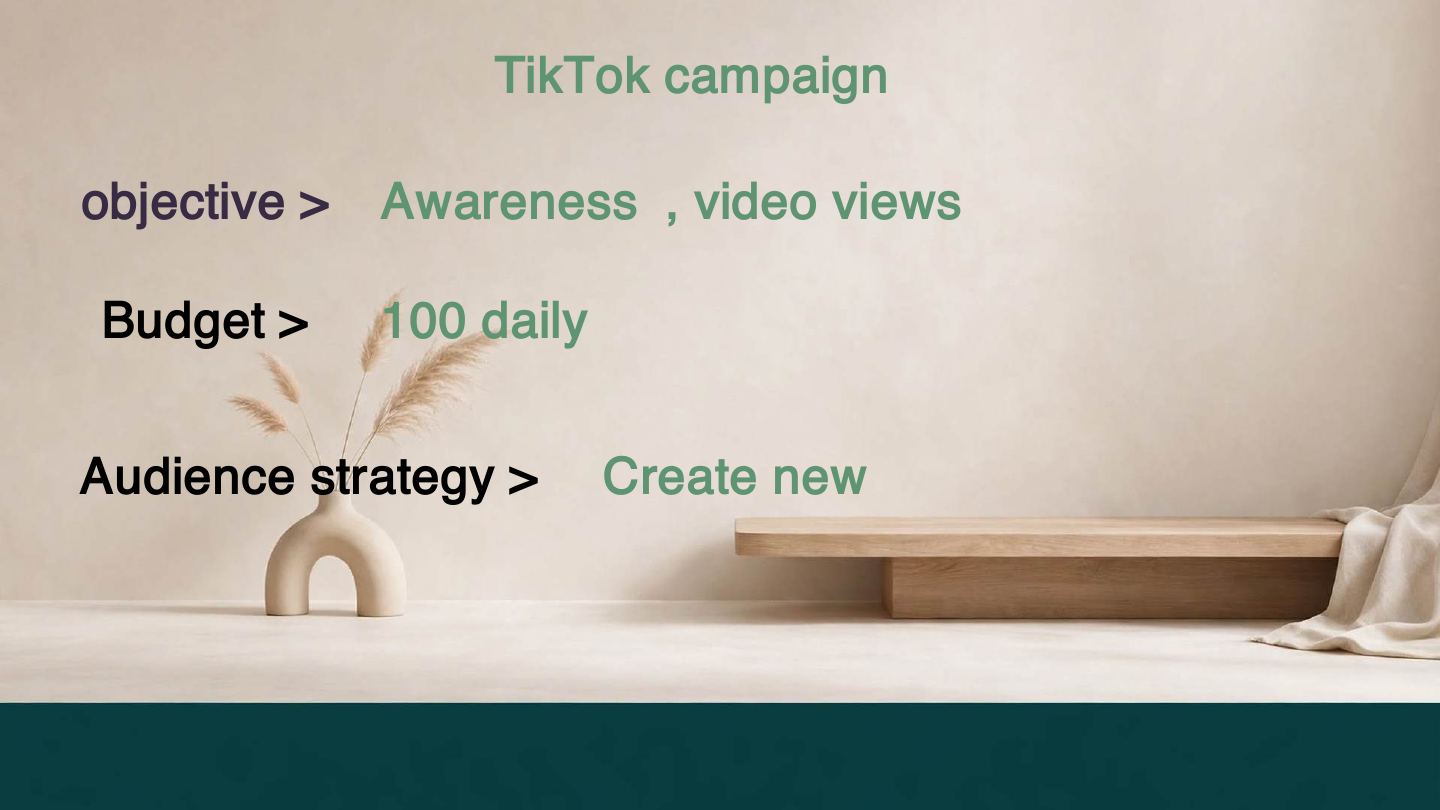 TikTok campaign
objective > Awareness , video views
Budget > 100 daily
Audience strategy > Create new